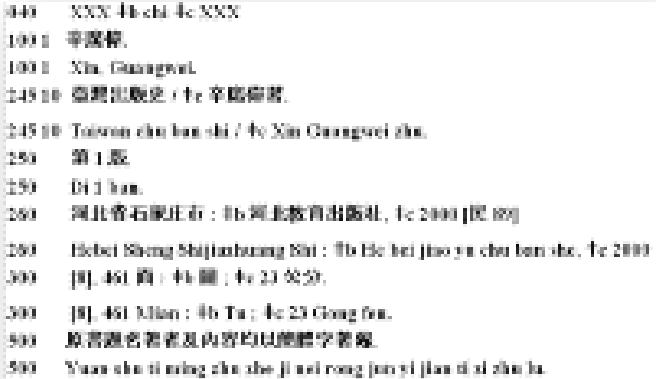 040 XXX ‡b chi ‡c XXX
100 1 辛廣偉.
100 1 Xin, Guangwei.
245 10 臺灣出版史 / ‡c 辛廣偉著.
245 10 Taiwan chu ban shi / ‡c Xin Guangwei zhu.
250 第 1 版.
250 Di 1 ban.
260 河北省石家庄市 : ‡b 河北教育出版社, ‡c 2000 [民 89]
260 Hebei Sheng Shijiazhuang Shi : ‡b He bei jiao yu chu ban she, ‡c 2000
300 [8], 461 面 : ‡b 圖 ; ‡c 23 公分.
300 [8], 461 Mian : ‡b Tu ; ‡c 23 Gong fen.
500 原書題名著者及內容均以簡體字著錄
500 Yuan shu ti ming zhu zhe ji nei rong jun yi jian ti zi zhu lu.